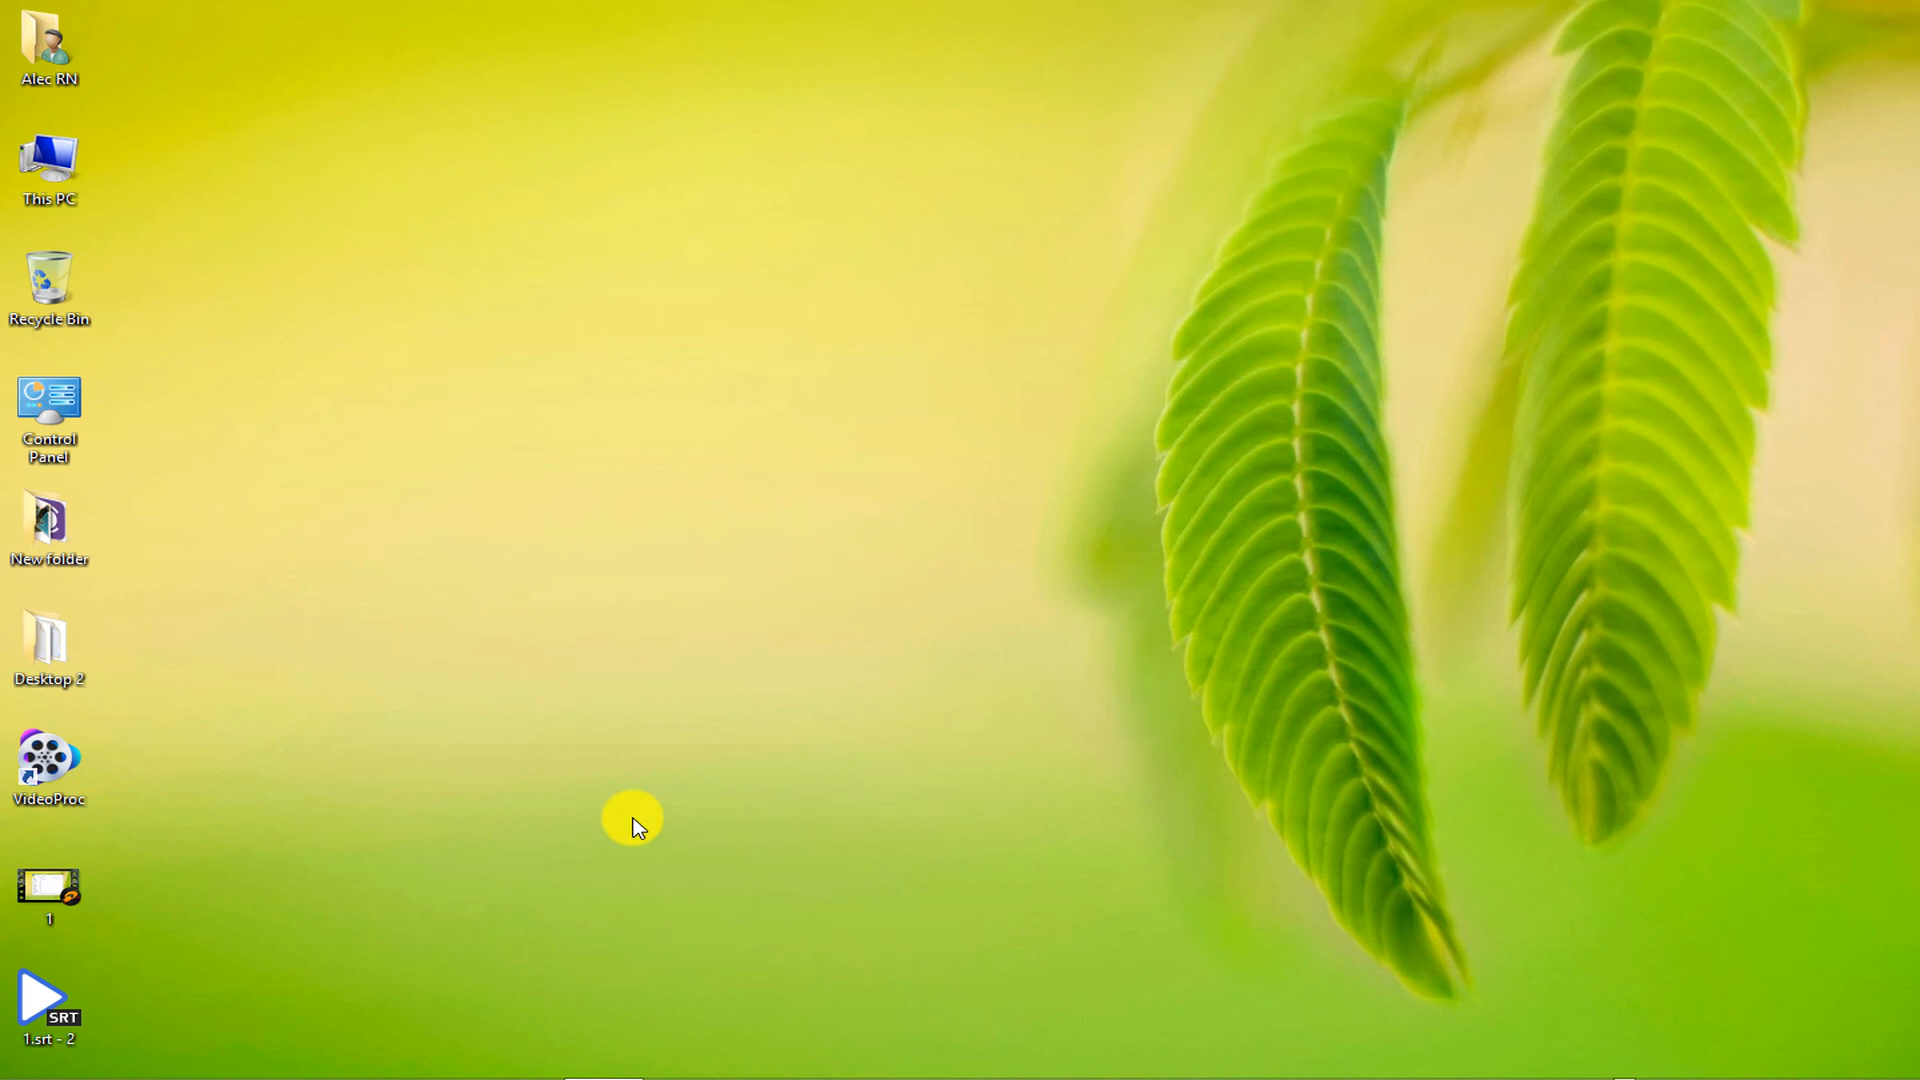 Alec RN
This PC
Recycle Bin
Control
Panel
New folder
Desktop 2
VideoProc
1
SRT
1.srt - 2